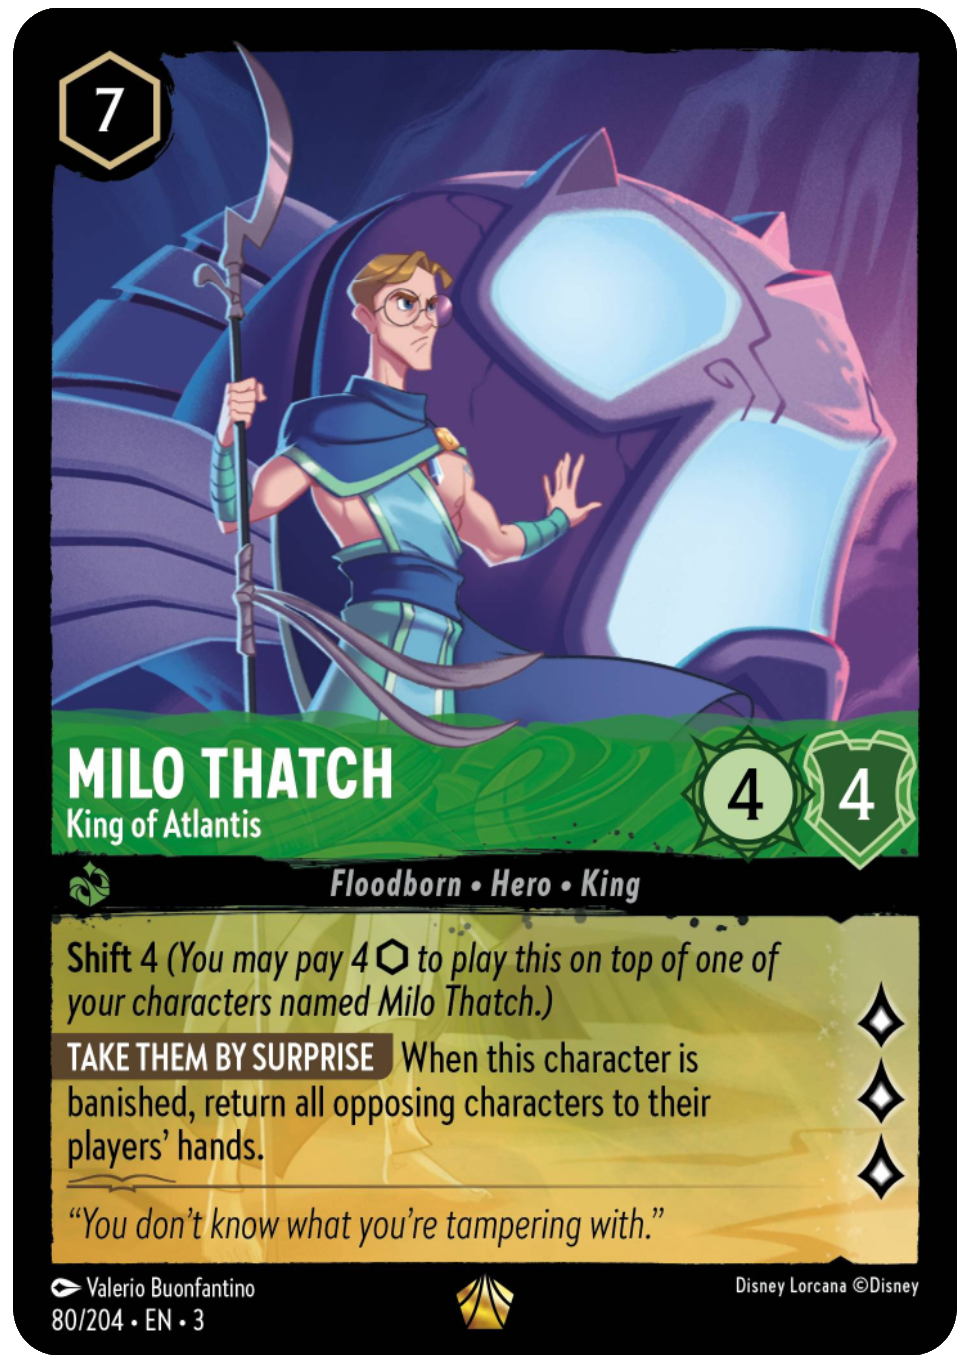 7
MILO THATCH
King of Atlantis
4 4
Floodborn • Hero • King
Shift 4 (You may pay 4 ⬡ to play this on top of one of
your characters named Milo Thatch.)
TAKE THEM BY SURPRISE When this character is
banished, return all opposing characters to their
players’ hands.
“You don’t know what you’re tampering with.”
Valerio Buonfantino
Disney Lorcana ©Disney
80/204 • EN • 3